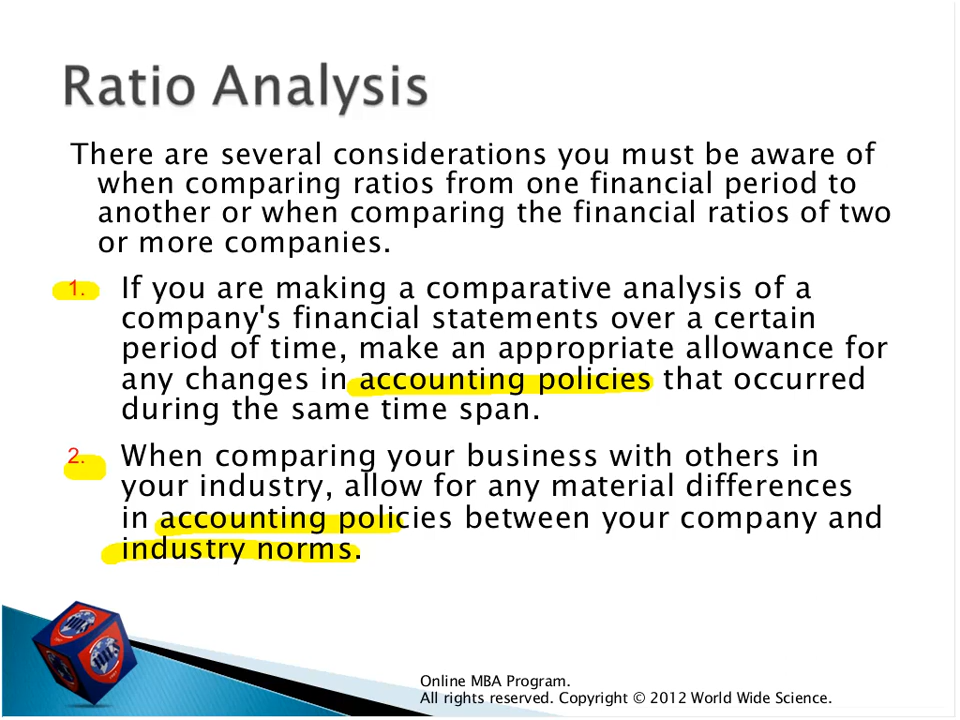 Ratio Analysis
There are several considerations you must be aware of
when comparing ratios from one financial period to
another or when comparing the financial ratios of two
or more companies.
1. If you are making a comparative analysis of a
company's financial statements over a certain
period of time, make an appropriate allowance for
any changes in accounting policies that occurred
during the same time span.
2. When comparing your business with others in
your industry, allow for any material differences
in accounting policies between your company and
industry norms.
Online MBA Program.
All rights reserved. Copyright © 2012 World Wide Science.